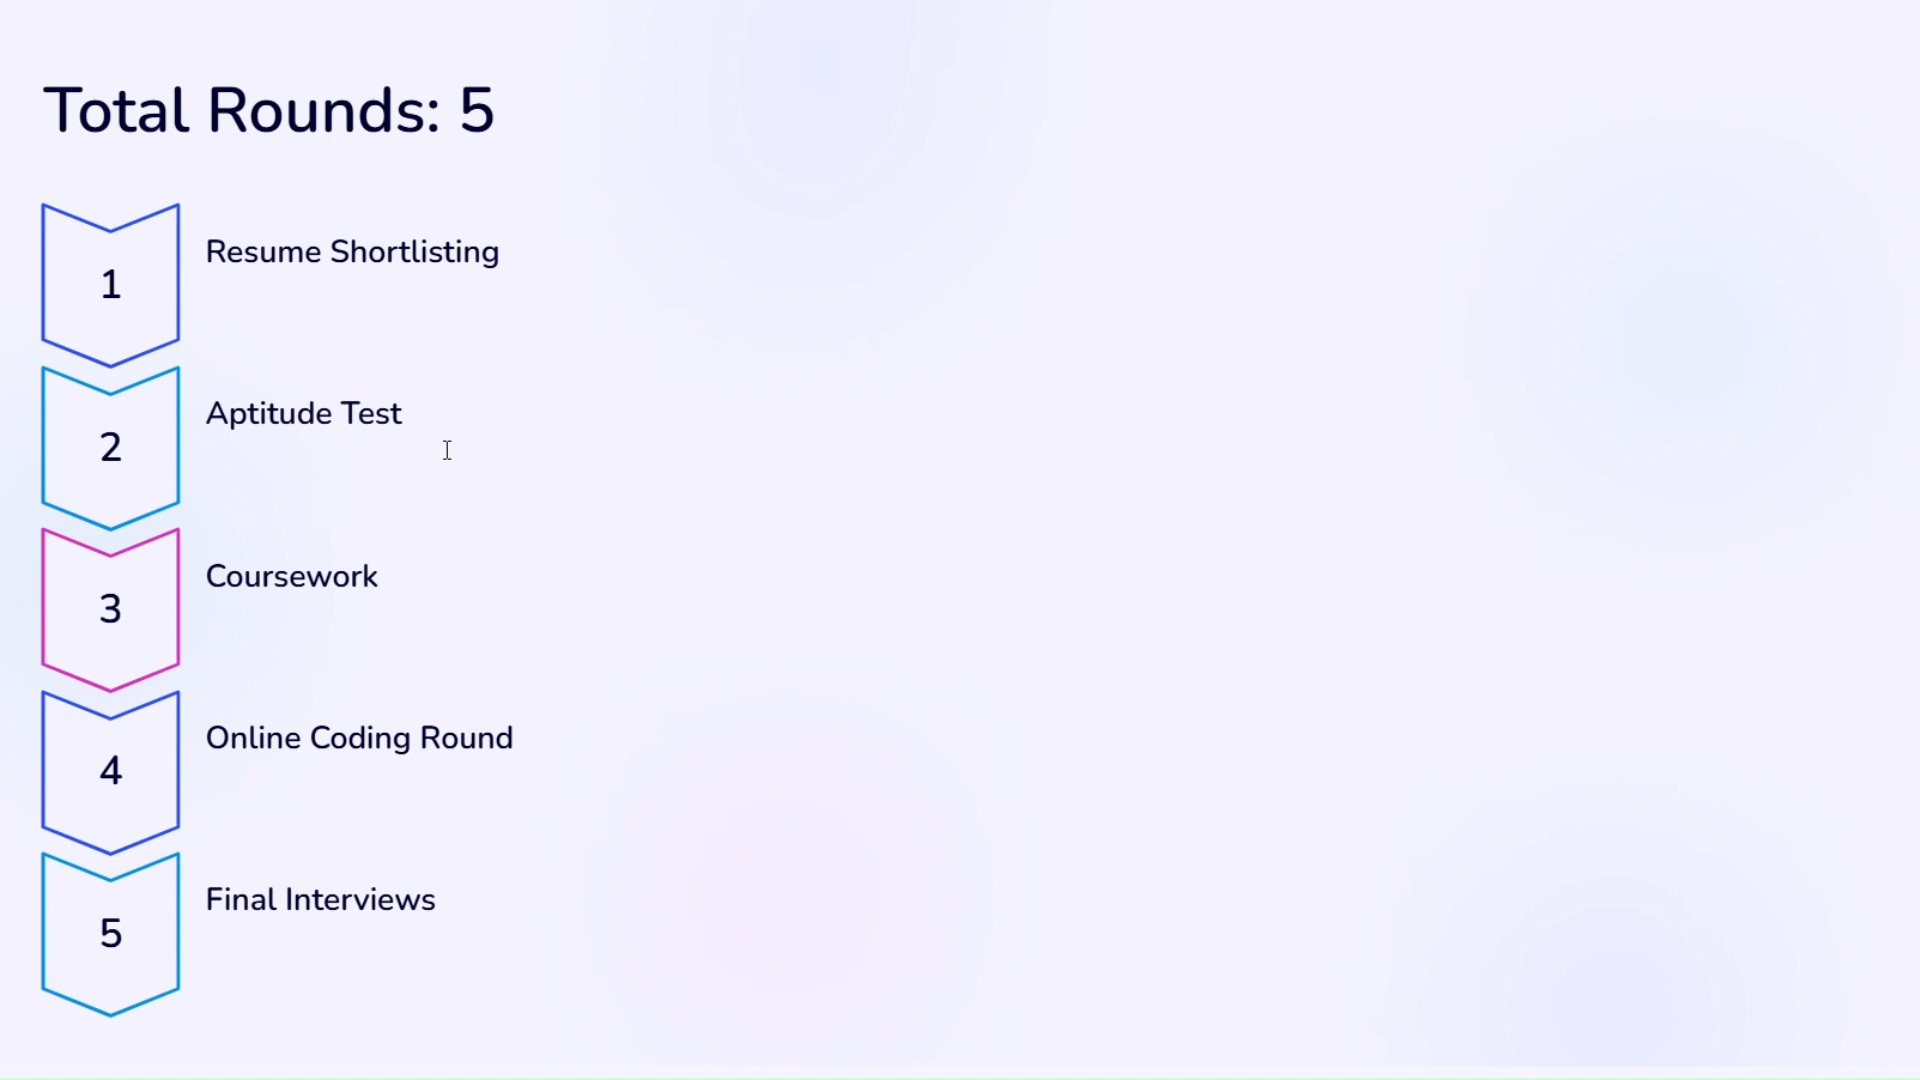 Total Rounds: 5
1
Resume Shortlisting
2
Aptitude Test
3
Coursework
4
Online Coding Round
5
Final Interviews